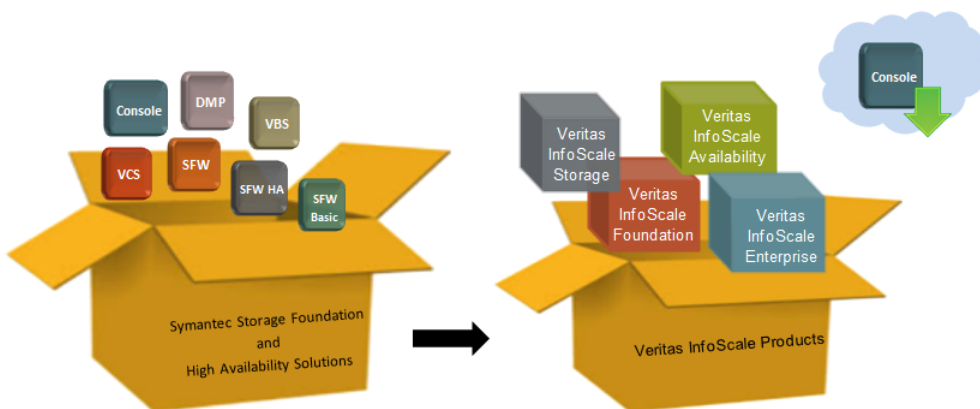 Console
DMP
VBS
VCS
SFW
SFW HA
SFW
Basic
Symantec Storage Foundation
and
High Availability Solutions
Veritas
InfoScale
Storage
Veritas
InfoScale
Availability
Veritas
InfoScale
Foundation
Veritas
InfoScale
Enterprise
Veritas InfoScale Products
Console